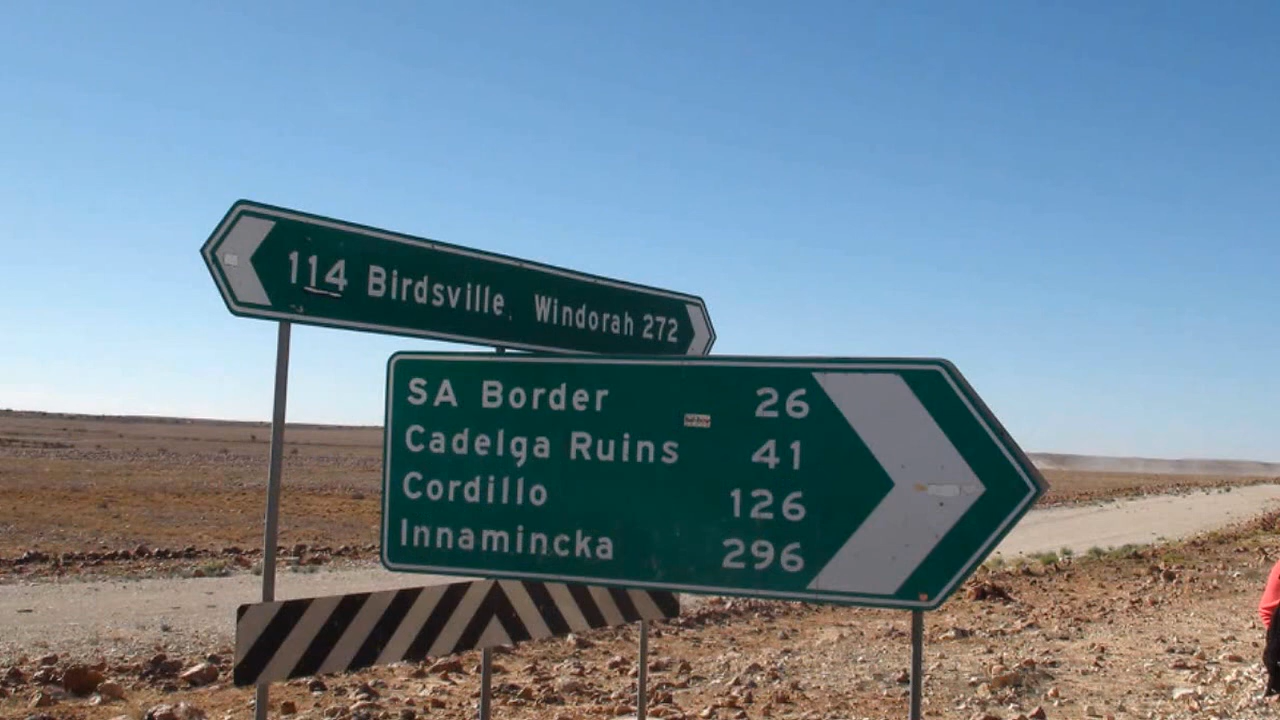 114 Birdsville Windorah 272
SA Border 26
Cadelga Ruins 41
Cordillo 126
Innamincka 296